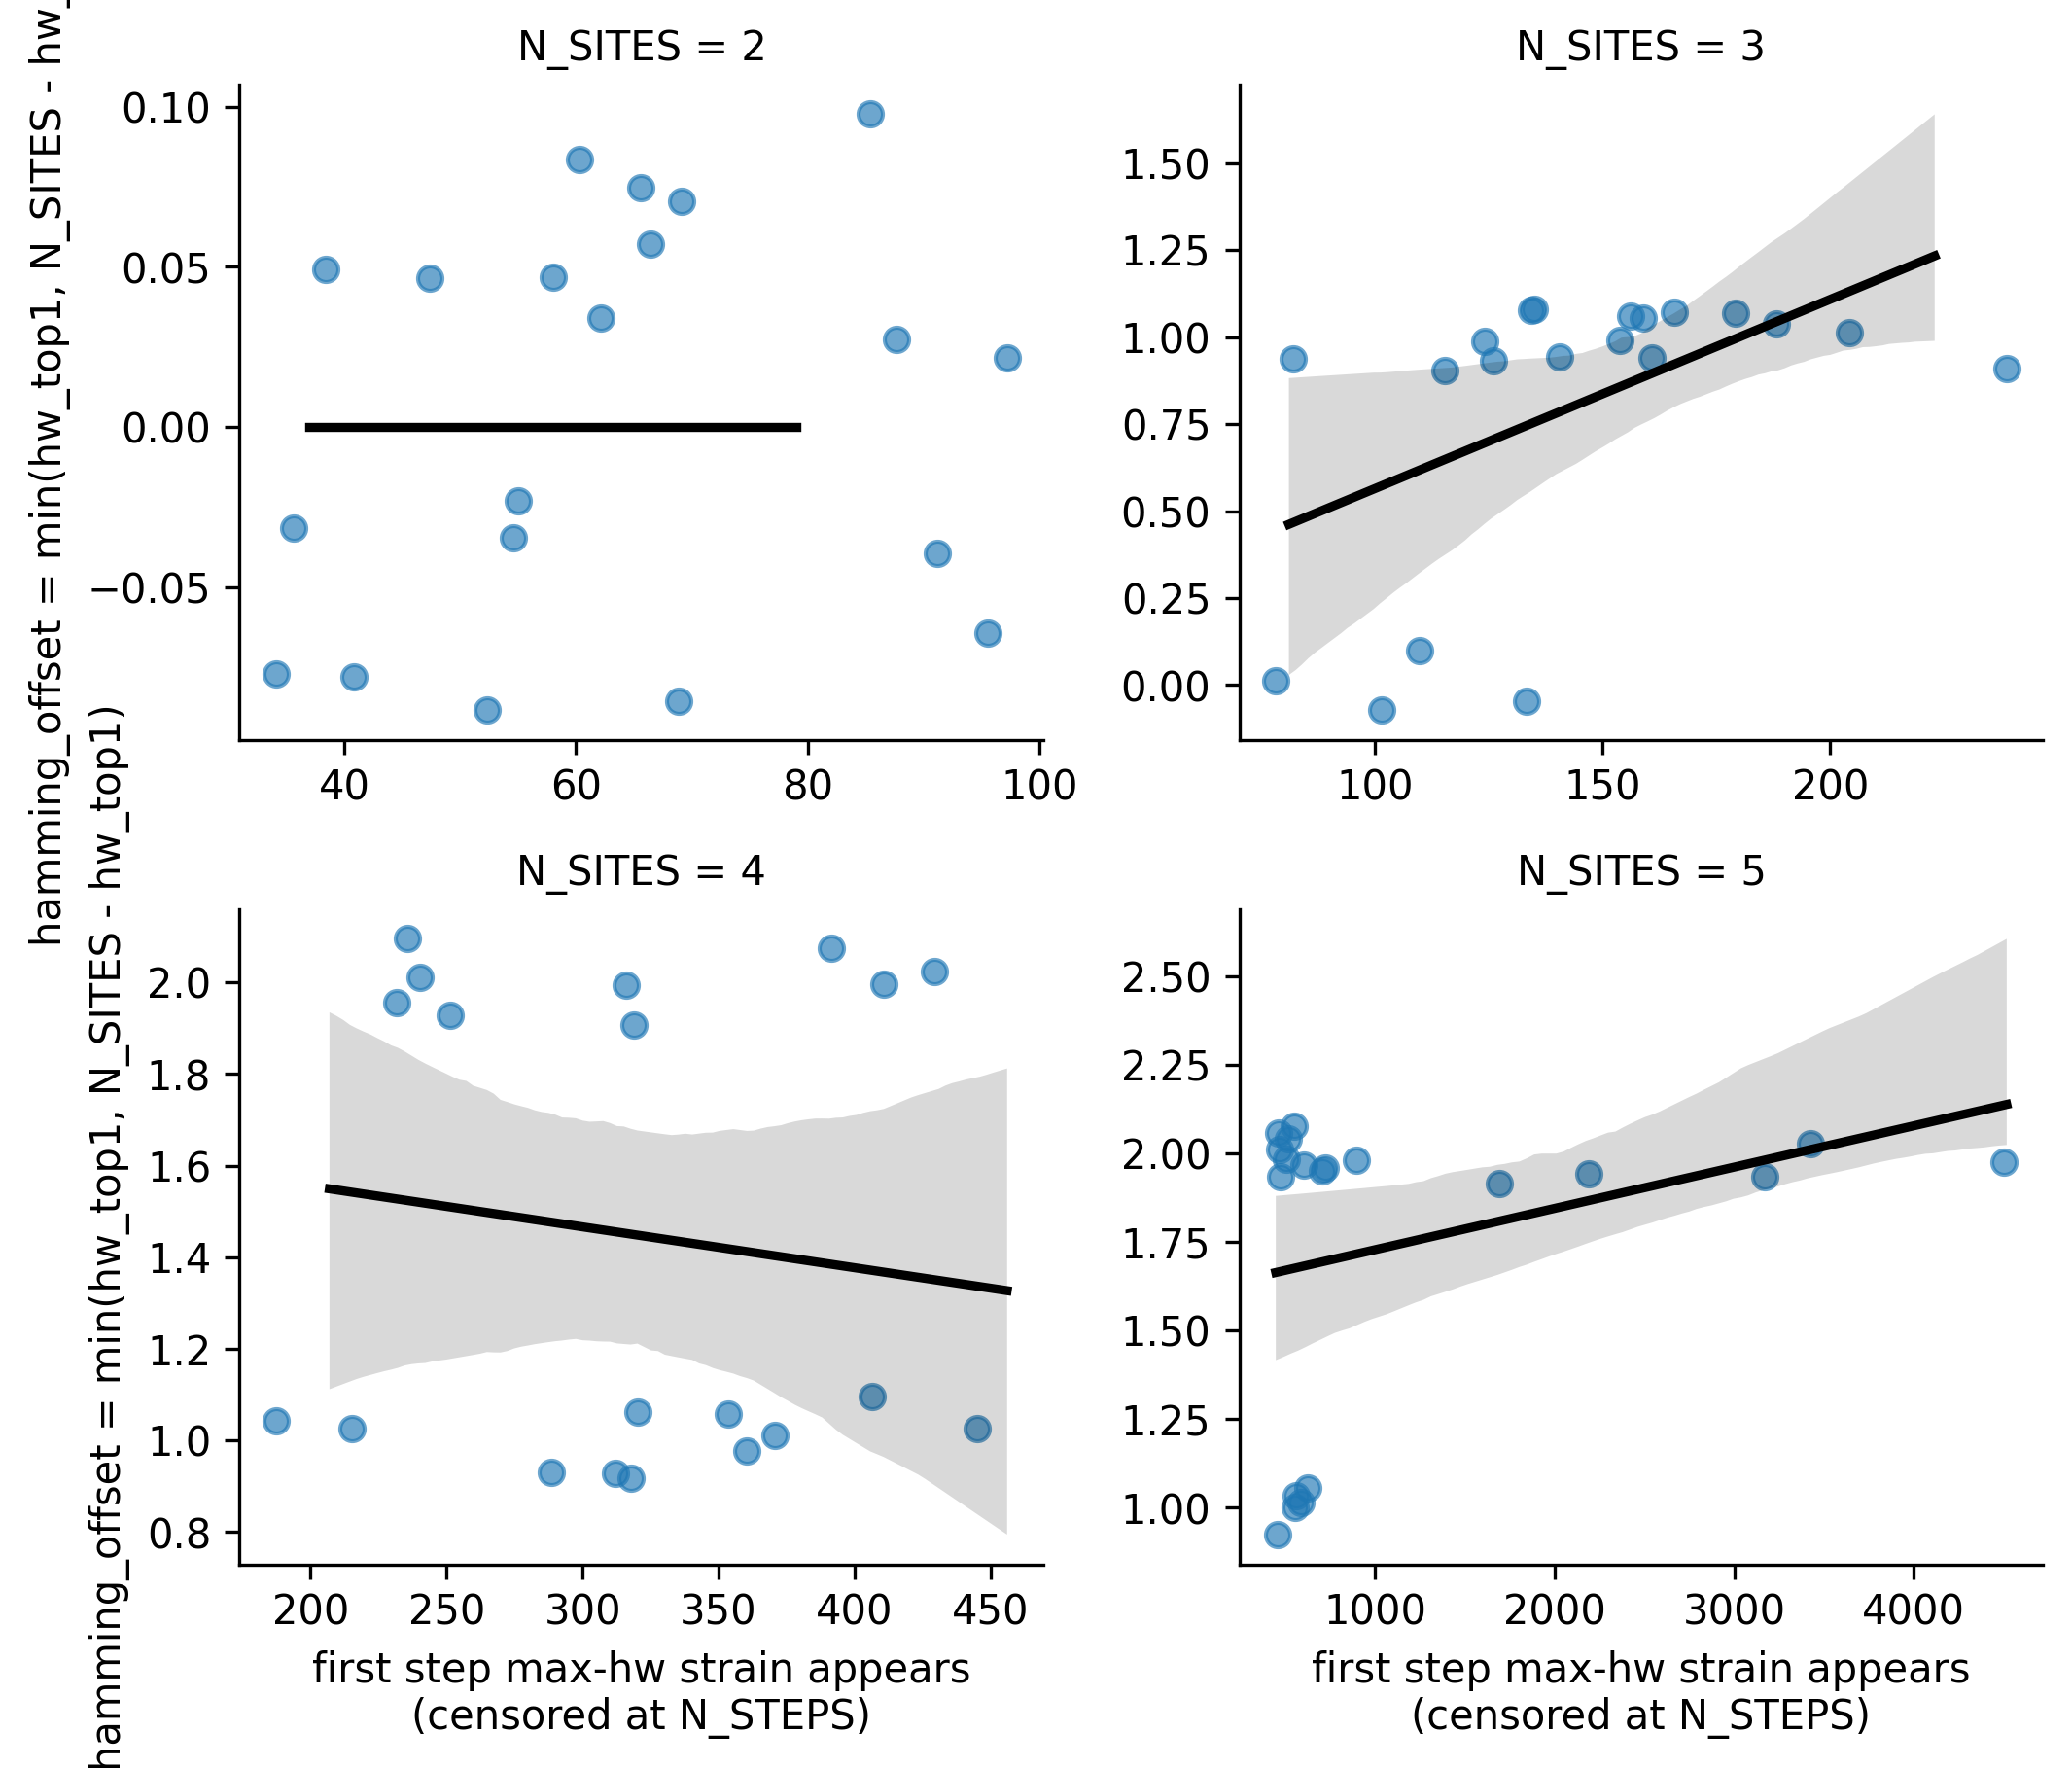 N_SITES = 2
N_SITES = 3
hamming_offset = min(hw_top1, N_SITES - hw_
0.10
0.05
0.00
−0.05
40 60 80 100
1.50
1.25
1.00
0.75
0.50
0.25
0.00
100 150 200
N_SITES = 4
N_SITES = 5
hamming_offset = min(hw_top1, N_SITES - hw_top1)
2.0
1.8
1.6
1.4
1.2
1.0
0.8
200 250 300 350 400 450
first step max-hw strain appears
(censored at N_STEPS)
2.50
2.25
2.00
1.75
1.50
1.25
1.00
1000 2000 3000 4000
first step max-hw strain appears
(censored at N_STEPS)